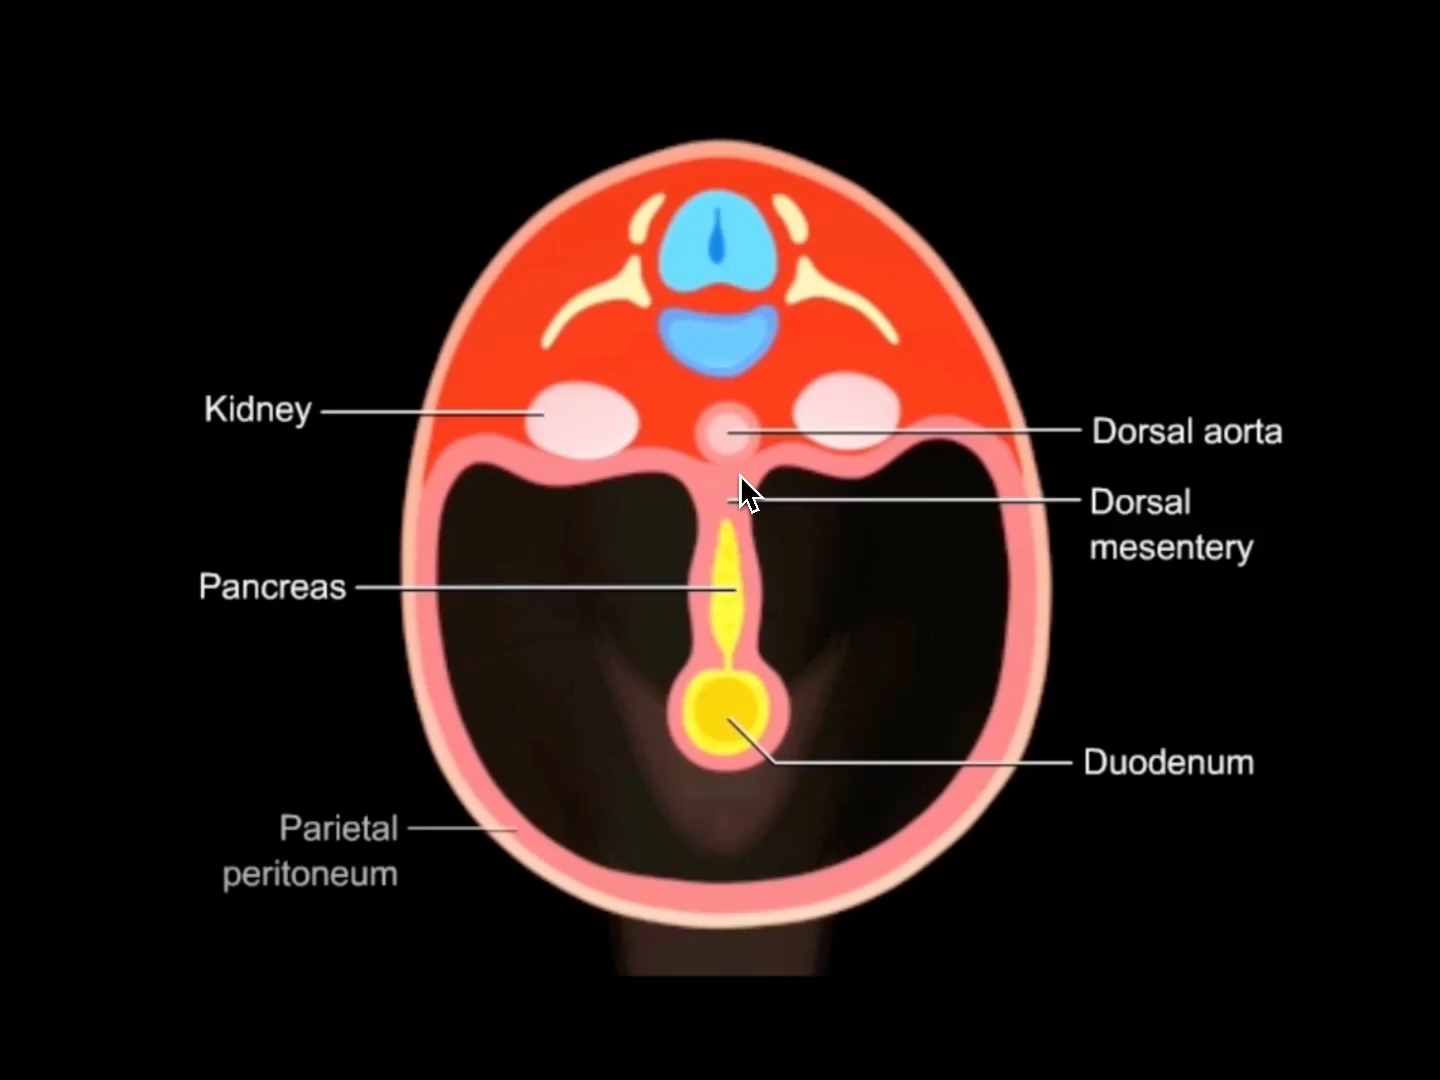 Kidney
Dorsal aorta
Dorsal
mesentery
Pancreas
Duodenum
Parietal
peritoneum